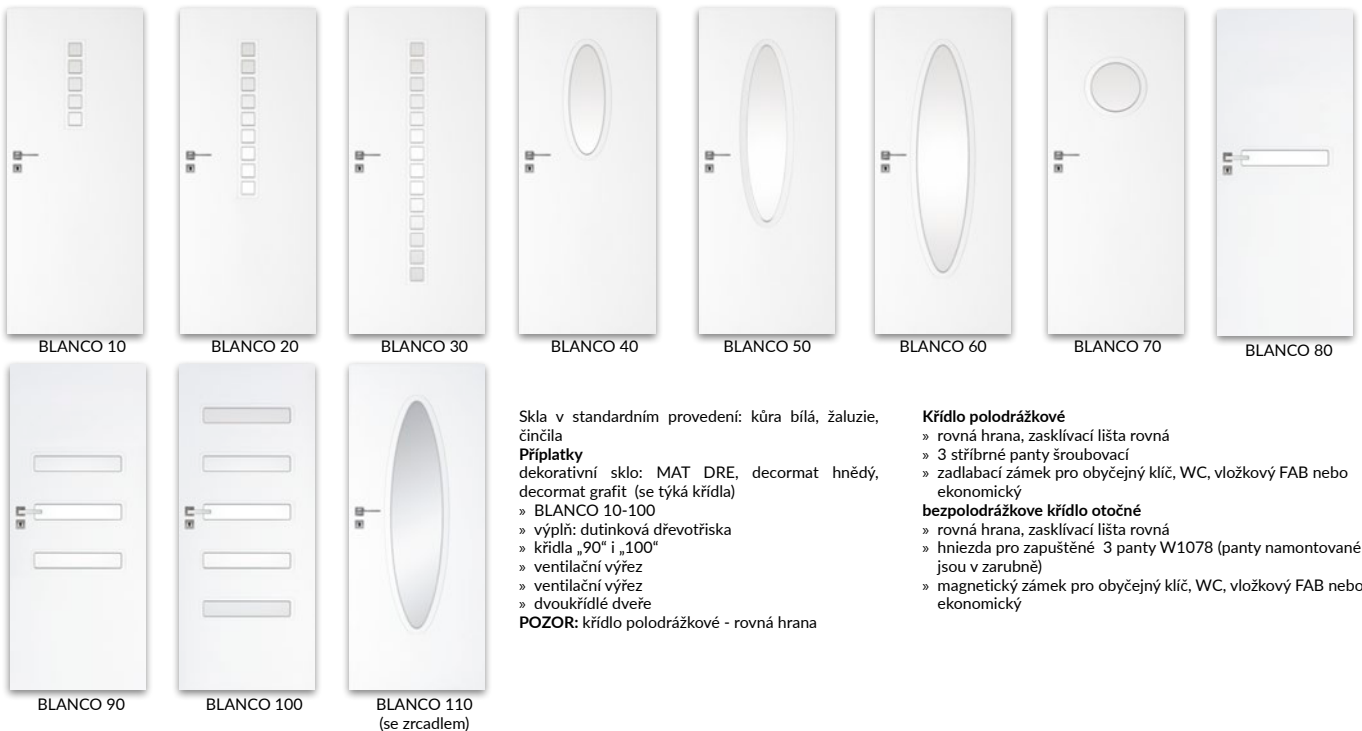 BLANCO 10
BLANCO 20
BLANCO 30
BLANCO 40
BLANCO 50
BLANCO 60
BLANCO 70
BLANCO 80
BLANCO 90
BLANCO 100
BLANCO 110
(se zrcadlem)
Skla v standardním provedení: kůra bílá, žaluzie,
činčila
Příplatky
dekorativní sklo: MAT DRE, decormat hnědý,
decormat grafit (se týká křídla)
» BLANCO 10-100
» výplň: dutinková dřevotřiska
» křidla „90“ i „100“
» ventilační výřez
» ventilační výřez
» dvoukřídlé dveře
POZOR: křídlo polodrážkové - rovná hrana
Křídlo polodrážkové
» rovná hrana, zasklívací lišta rovná
» 3 stříbrné panty šroubovací
» zadlabací zámek pro obyčejný klíč, WC, vložkový FAB nebo
ekonomický
bezpolodrážkove křídlo otočné
» rovná hrana, zasklívací lišta rovná
» hniezda pro zapuštěné 3 panty W1078 (panty namontované
jsou v zarubně)
» magnetický zámek pro obyčejný klíč, WC, vložkový FAB nebo
ekonomický